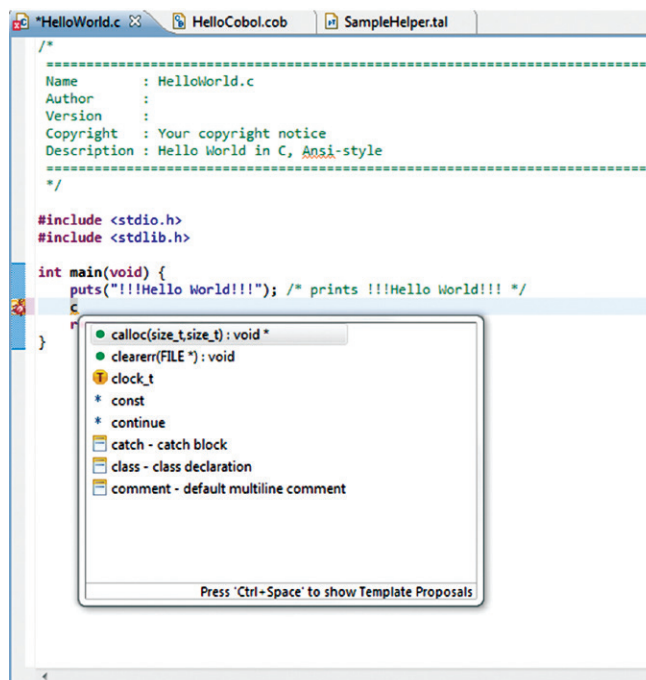 *HelloWorld.c HelloCobol.cob SampleHelper.tal
/*
================================================================================
Name : HelloWorld.c
Author :
Version :
Copyright : Your copyright notice
Description : Hello World in C, Ansi-style
================================================================================
*/
#include <stdio.h>
#include <stdlib.h>
int main(void) {
puts("!!!Hello World!!!"); /* prints !!!Hello World!!! */
c
r
}
calloc(size_t,size_t) : void *
clearerr(FILE *) : void
T clock_t
* const
* continue
catch - catch block
class - class declaration
comment - default multiline comment
Press 'Ctrl+Space' to show Template Proposals